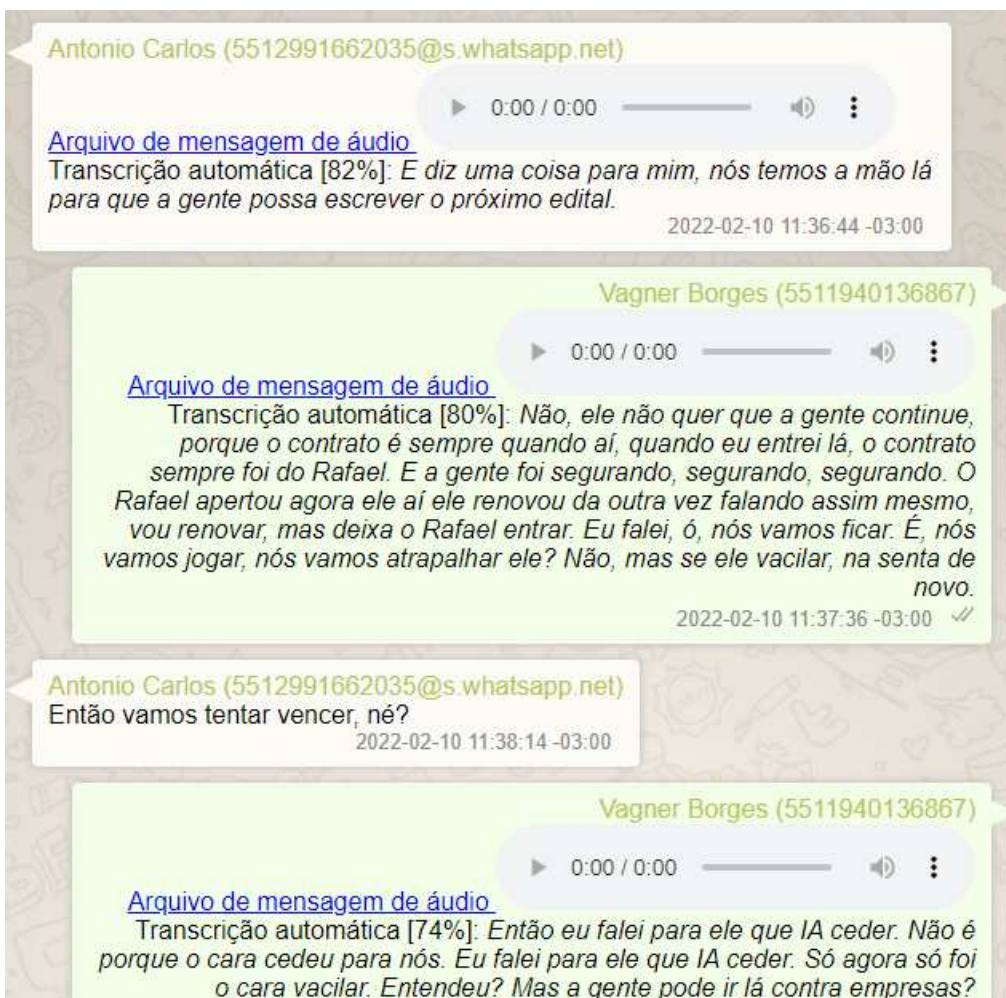 Antonio Carlos (5512991662035@s.whatsapp.net)
0:00 / 0:00
Arquivo de mensagem de áudio
Transcrição automática [82%]: E diz uma coisa para mim, nós temos a mão lá
para que a gente possa escrever o próximo edital.
2022-02-10 11:36:44 -03:00
Vagner Borges (5511940136867)
0:00 / 0:00
Arquivo de mensagem de áudio
Transcrição automática [80%]: Não, ele não quer que a gente continue,
porque o contrato é sempre quando aí, quando eu entrei lá, o contrato
sempre foi do Rafael. E a gente foi segurando, segurando, segurando. O
Rafael apertou agora ele aí ele renovou da outra vez falando assim mesmo,
vou renovar, mas deixa o Rafael entrar. Eu falei, ó, nós vamos ficar. É, nós
vamos jogar, nós vamos atrapalhar ele? Não, mas se ele vacilar, na senta de
novo.
2022-02-10 11:37:36 -03:00
Antonio Carlos (5512991662035@s.whatsapp.net)
Então vamos tentar vencer, né?
2022-02-10 11:38:14 -03:00
Vagner Borges (5511940136867)
0:00 / 0:00
Arquivo de mensagem de áudio
Transcrição automática [74%]: Então eu falei para ele que IA ceder. Não é
porque o cara cedeu para nós. Eu falei para ele que IA ceder. Só agora só foi
o cara vacilar. Entendeu? Mas a gente pode ir lá contra empresas?